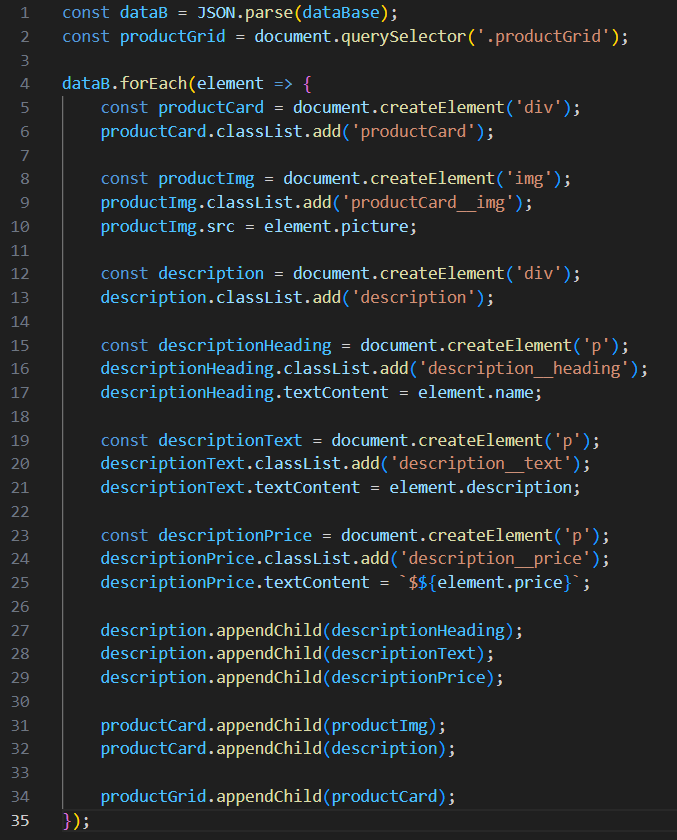 1 const dataB = JSON.parse(dataBase);
2 const productGrid = document.querySelector('.productGrid');
3
4 dataB.forEach(element => {
5     const productCard = document.createElement('div');
6     productCard.classList.add('productCard');
7
8     const productImg = document.createElement('img');
9     productImg.classList.add('productCard__img');
10     productImg.src = element.picture;
11
12     const description = document.createElement('div');
13     description.classList.add('description');
14
15     const descriptionHeading = document.createElement('p');
16     descriptionHeading.classList.add('description__heading');
17     descriptionHeading.textContent = element.name;
18
19     const descriptionText = document.createElement('p');
20     descriptionText.classList.add('description__text');
21     descriptionText.textContent = element.description;
22
23     const descriptionPrice = document.createElement('p');
24     descriptionPrice.classList.add('description__price');
25     descriptionPrice.textContent = `$${element.price}`;
26
27     description.appendChild(descriptionHeading);
28     description.appendChild(descriptionText);
29     description.appendChild(descriptionPrice);
30
31     productCard.appendChild(productImg);
32     productCard.appendChild(description);
33
34     productGrid.appendChild(productCard);
35 });